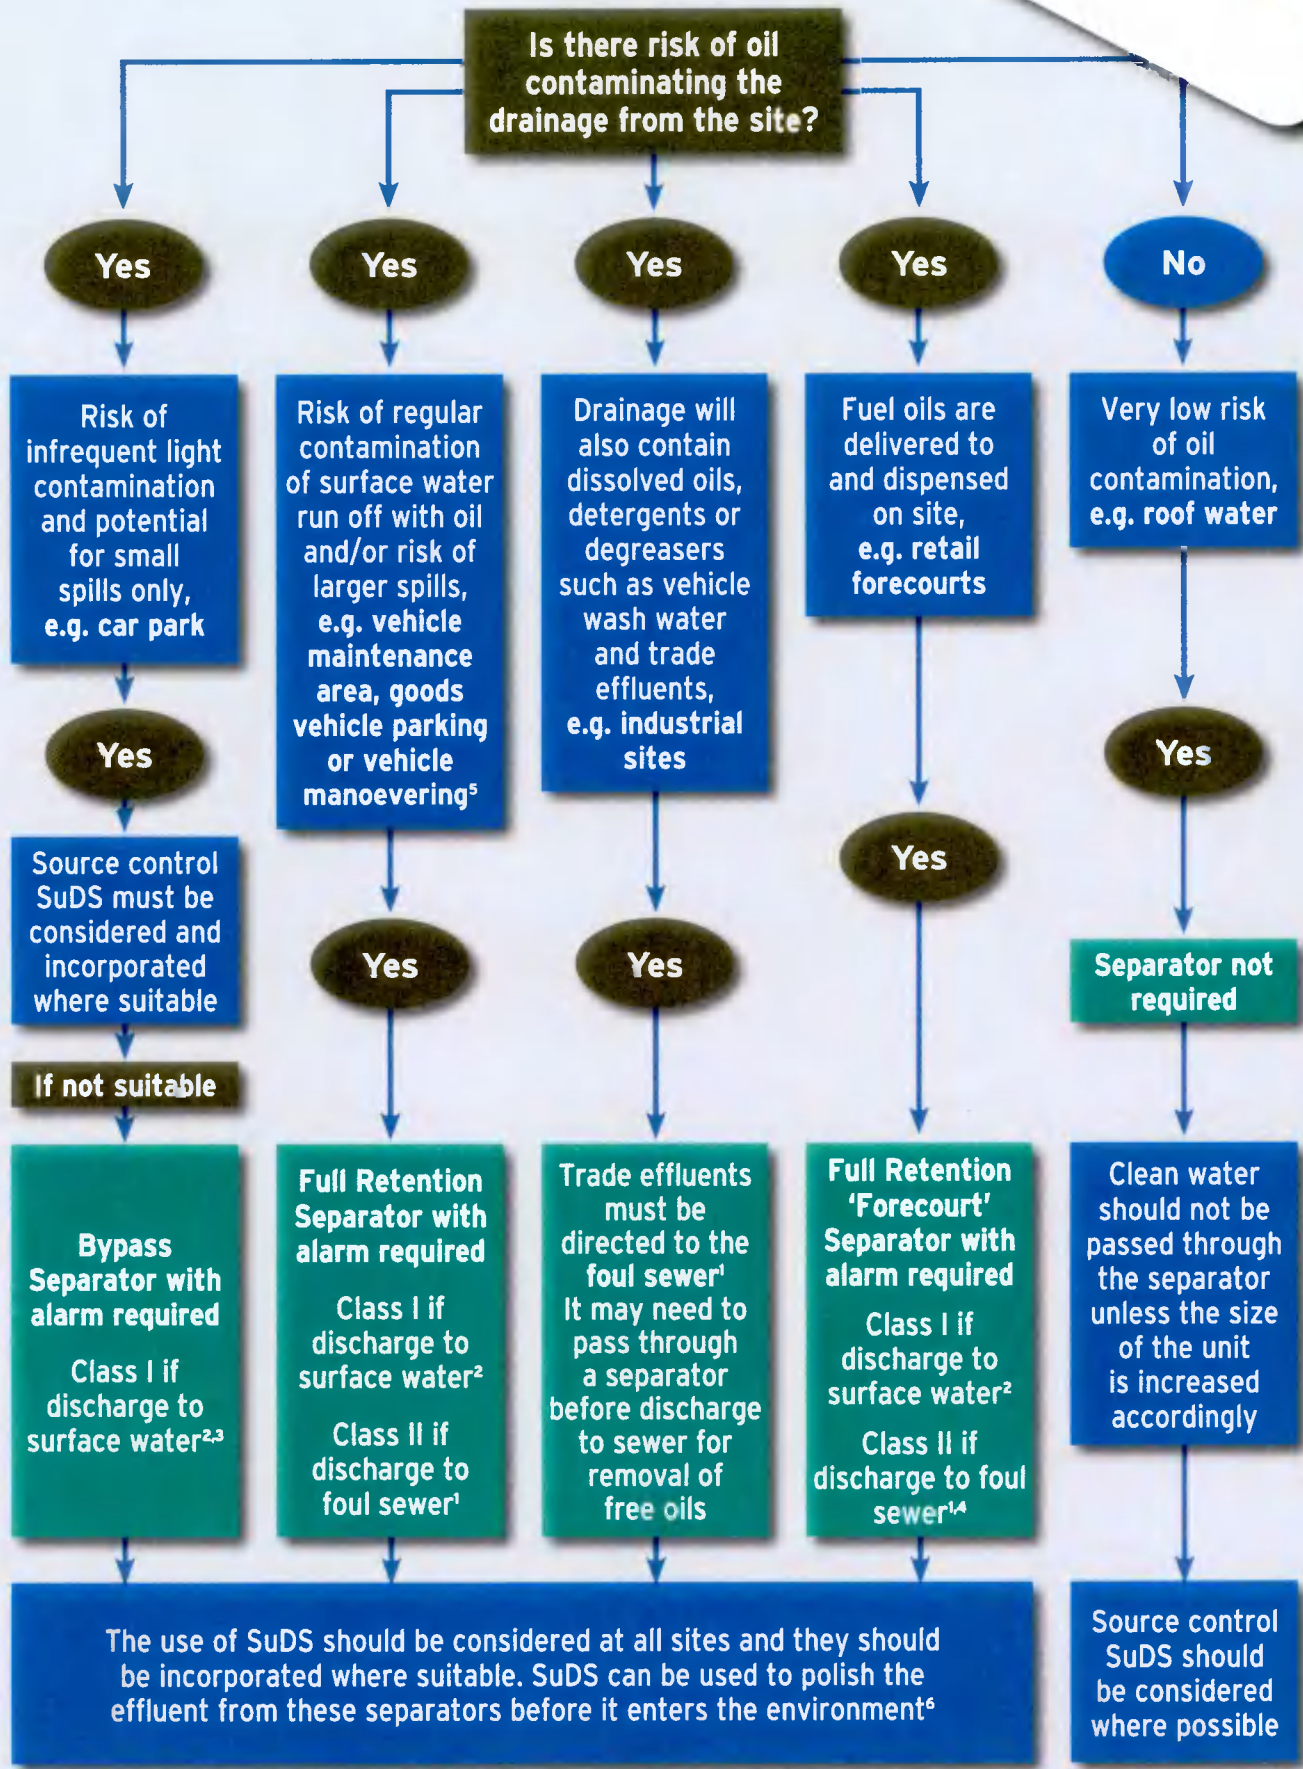 Is there risk of oil
contaminating the
drainage from the site?
Yes
Yes
Yes
Yes
No
Risk of
infrequent light
contamination
and potential
for small
spills only,
e.g. car park
Yes
Source control
SuDS must be
considered and
incorporated
where suitable
If not suitable
Bypass
Separator with
alarm required
Class I if
discharge to
surface water²,³
Risk of regular
contamination
of surface water
run off with oil
and/or risk of
larger spills,
e.g. vehicle
maintenance
area, goods
vehicle parking
or vehicle
manoevering⁵
Yes
Full Retention
Separator with
alarm required
Class I if
discharge to
surface water²
Class II if
discharge to
foul sewer¹
Drainage will
also contain
dissolved oils,
detergents or
degreasers
such as vehicle
wash water
and trade
effluents,
e.g. industrial
sites
Yes
Trade effluents
must be
directed to the
foul sewer¹
It may need to
pass through
a separator
before discharge
to sewer for
removal of
free oils
Fuel oils are
delivered to
and dispensed
on site,
e.g. retail
forecourts
Yes
Full Retention
'Forecourt'
Separator with
alarm required
Class I if
discharge to
surface water²
Class II if
discharge to foul
sewer¹,⁴
Very low risk
of oil
contamination,
e.g. roof water
Yes
Separator not
required
Clean water
should not be
passed through
the separator
unless the size
of the unit
is increased
accordingly
The use of SuDS should be considered at all sites and they should
be incorporated where suitable. SuDS can be used to polish the
effluent from these separators before it enters the environment⁶
Source control
SuDS should
be considered
where possible